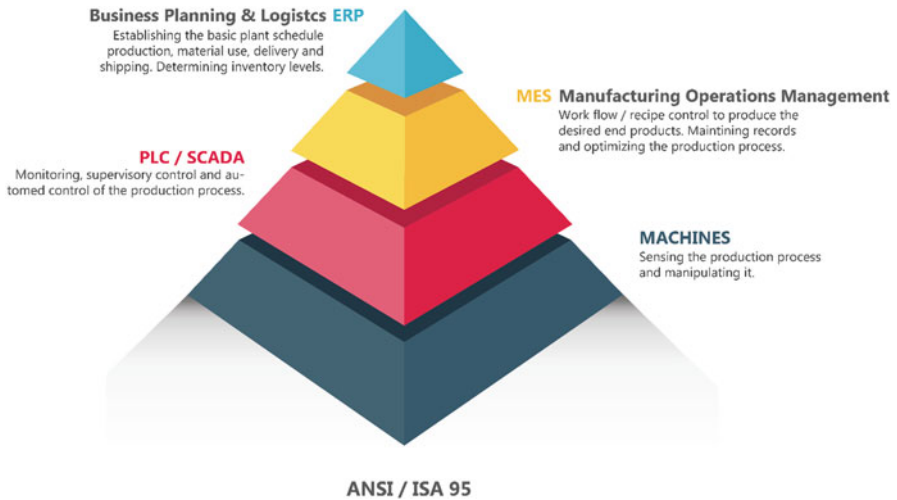 Business Planning & Logistcs ERP
Establishing the basic plant schedule
production, material use, delivery and
shipping. Determining inventory levels.
MES Manufacturing Operations Management
Work flow / recipe control to produce the
desired end products. Maintining records
and optimizing the production process.
PLC / SCADA
Monitoring, supervisory control and au-
tomed control of the production process.
MACHINES
Sensing the production process
and manipulating it.
ANSI / ISA 95